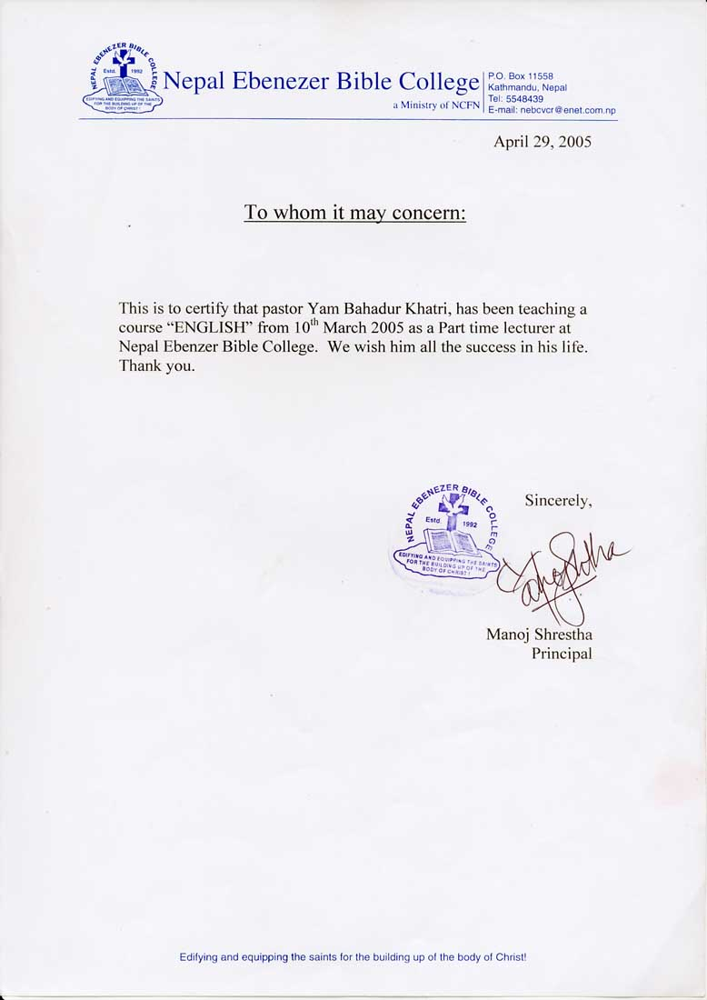 NEPAL EBENEZER BIBLE COLLEGE
Estd. 1992
EDIFYING AND EQUIPPING THE SAINTS
FOR THE BUILDING UP OF THE
BODY OF CHRIST !
Nepal Ebenezer Bible College
a Ministry of NCFN
P.O. Box 11558
Kathmandu, Nepal
Tel: 5548439
E-mail: nebcvcr@enet.com.np
April 29, 2005
To whom it may concern:
This is to certify that pastor Yam Bahadur Khatri, has been teaching a
course “ENGLISH” from 10th March 2005 as a Part time lecturer at
Nepal Ebenzer Bible College.  We wish him all the success in his life.
Thank you.
Sincerely,
NEPAL EBENEZER BIBLE COLLEGE
Estd. 1992
EDIFYING AND EQUIPPING THE SAINTS
FOR THE BUILDING UP OF THE
BODY OF CHRIST !
Manoj Shrestha
Principal
Edifying and equipping the saints for the building up of the body of Christ!